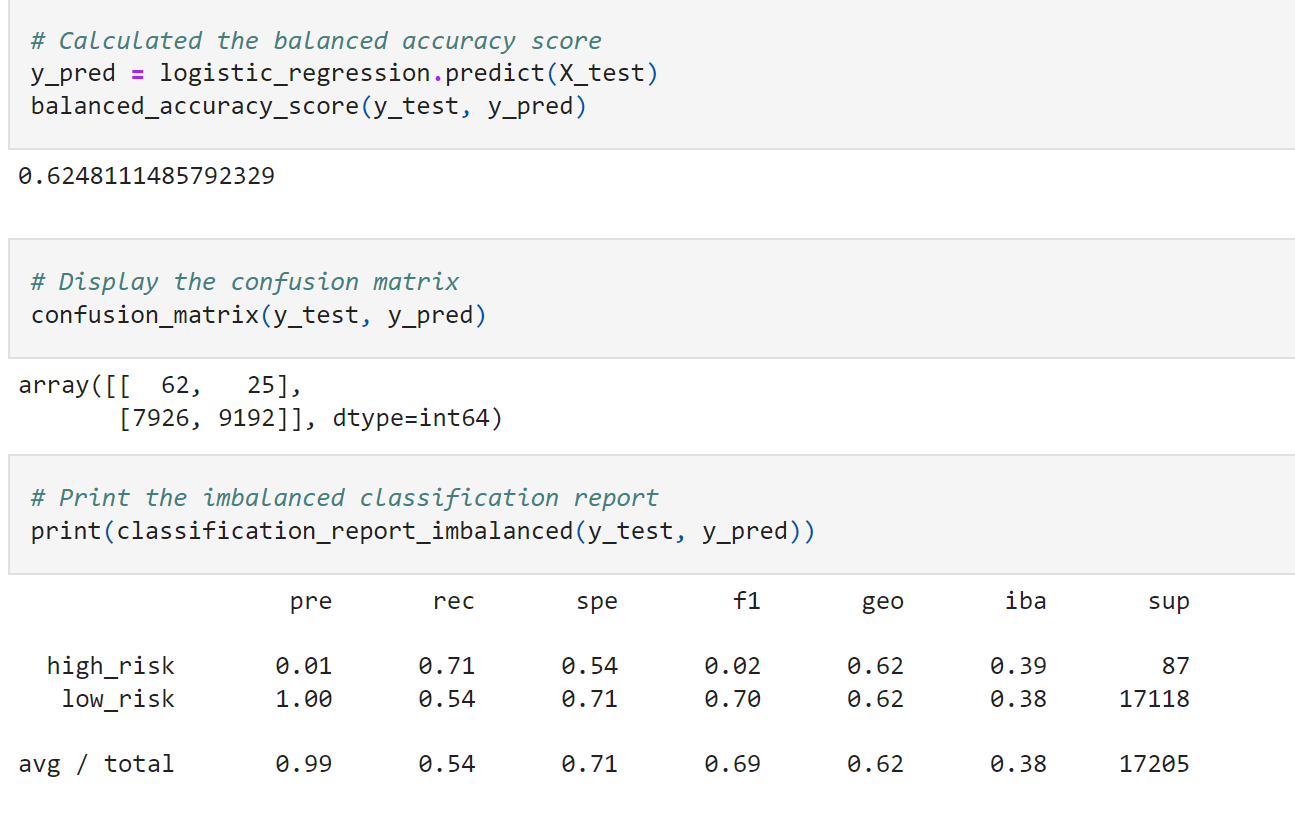 # Calculated the balanced accuracy score
y_pred = logistic_regression.predict(X_test)
balanced_accuracy_score(y_test, y_pred)
0.6248111485792329
# Display the confusion matrix
confusion_matrix(y_test, y_pred)
array([[  62,   25],
       [7926, 9192]], dtype=int64)
# Print the imbalanced classification report
print(classification_report_imbalanced(y_test, y_pred))
                   pre       rec       spe        f1       geo       iba       sup
  high_risk       0.01      0.71      0.54      0.02      0.62      0.39        87
   low_risk       1.00      0.54      0.71      0.70      0.62      0.38     17118
avg / total       0.99      0.54      0.71      0.69      0.62      0.38     17205